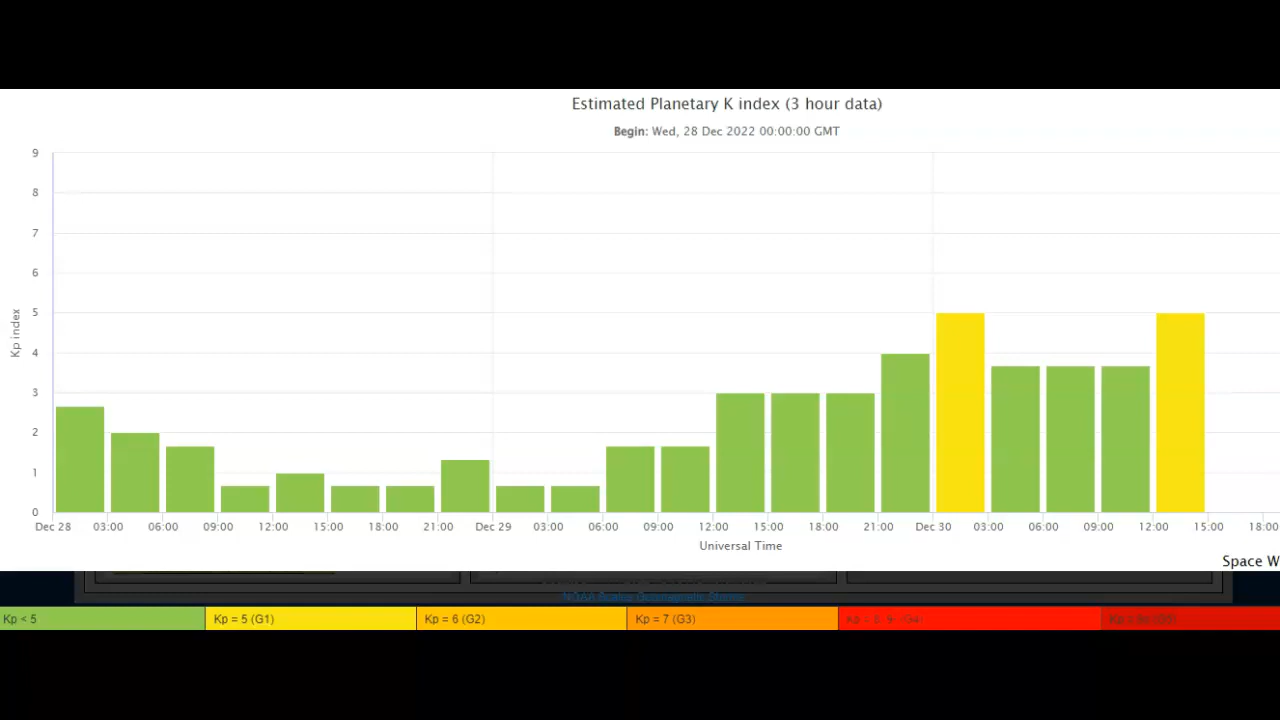 Estimated Planetary K index (3 hour data)
Begin: Wed, 28 Dec 2022 00:00:00 GMT
9
8
7
6
5
4
3
2
1
0
Kp index
Dec 28 03:00 06:00 09:00 12:00 15:00 18:00 21:00 Dec 29 03:00 06:00 09:00 12:00 15:00 18:00 21:00 Dec 30 03:00 06:00 09:00 12:00 15:00 18:00
Universal Time
Space W
NOAA Scales Geomagnetic Storms
Kp < 5 Kp = 5 (G1) Kp = 6 (G2) Kp = 7 (G3)